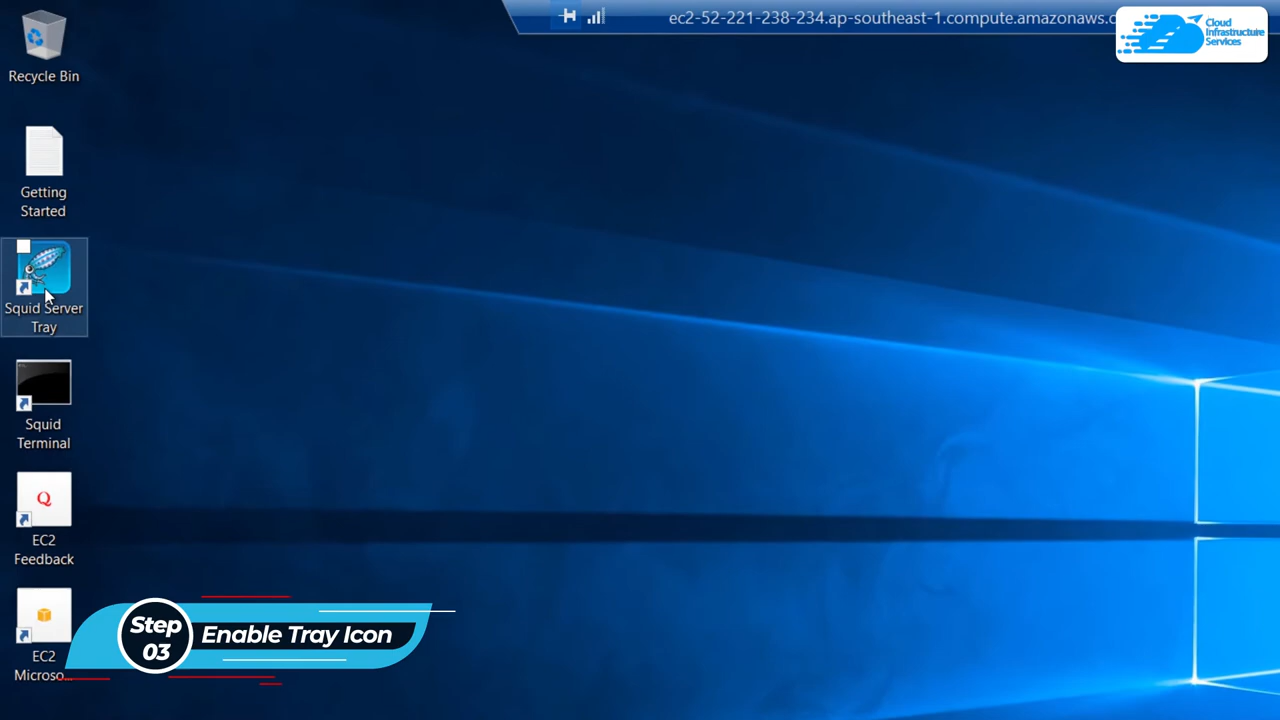 ec2-52-221-238-234.ap-southeast-1.compute.amazonaws.c
Cloud
Infrastructure
Services
Recycle Bin
Getting
Started
Squid Server
Tray
Squid
Terminal
Q
EC2
Feedback
EC2
Microso...
Step
03
Enable Tray Icon